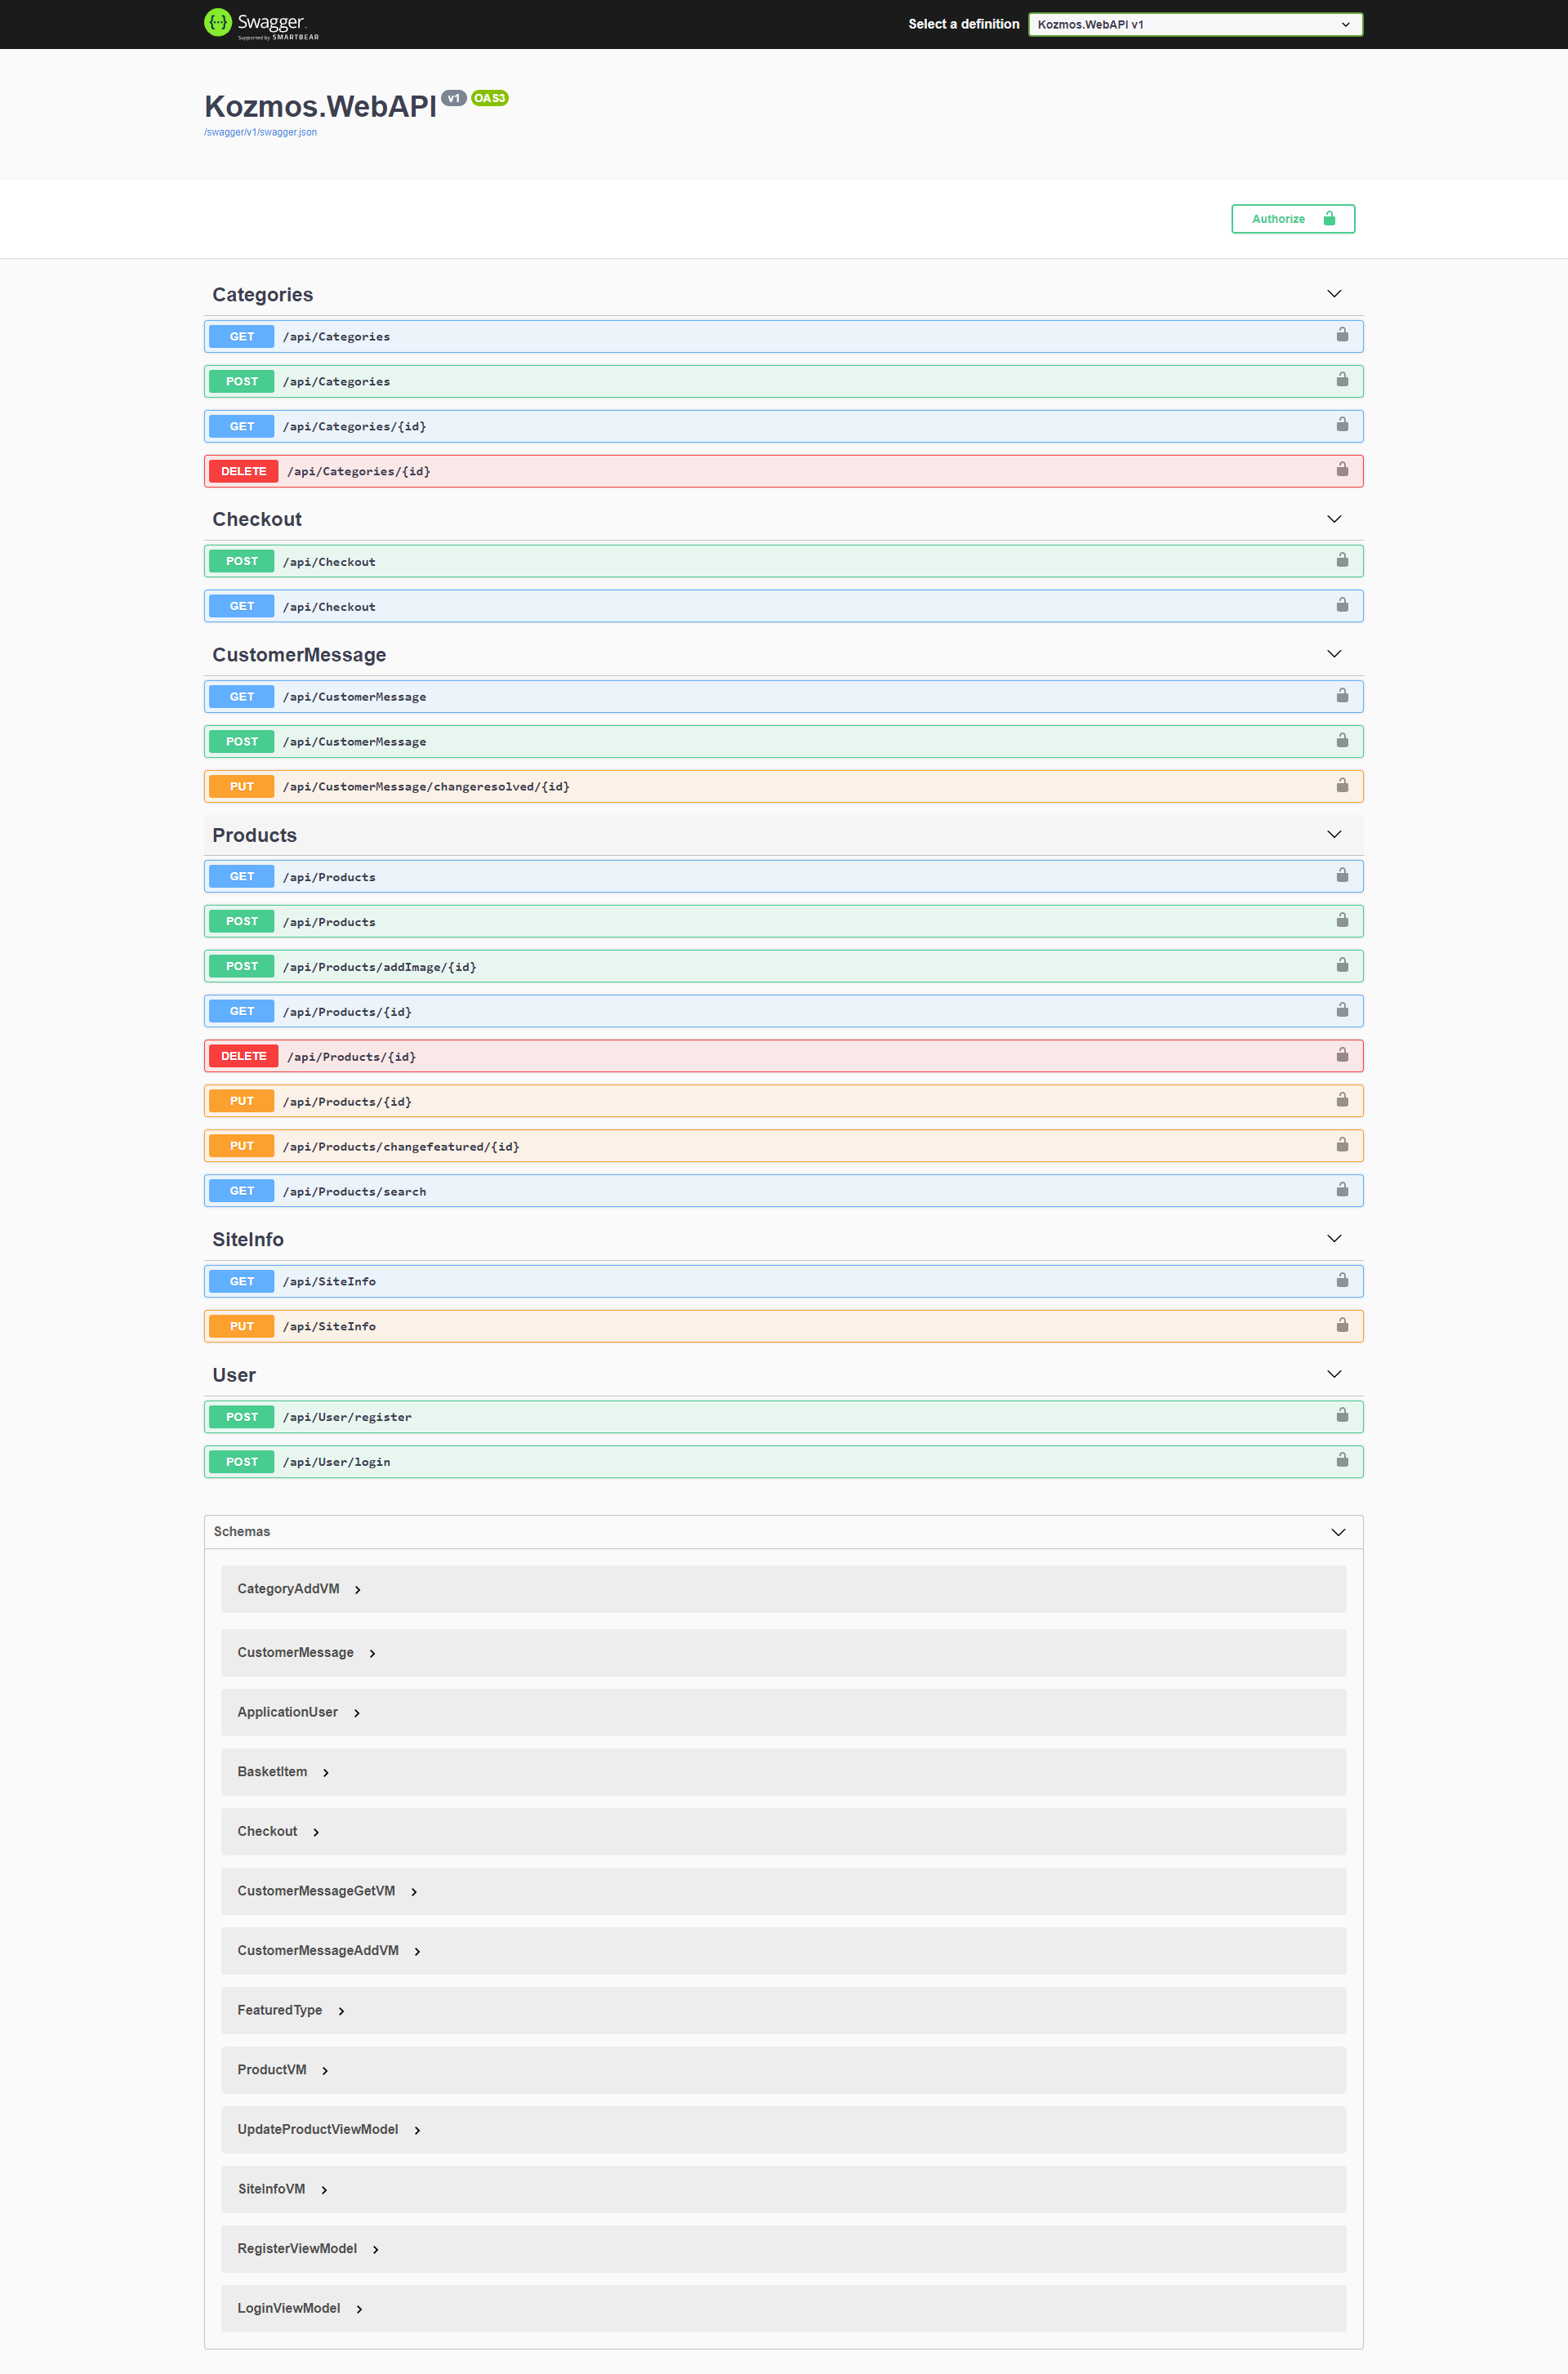 Swagger.
Supported by SMARTBEAR
Select a definition
Kozmos.WebAPI v1
Kozmos.WebAPI v1 OAS3
/swagger/v1/swagger.json
Authorize
Categories
GET /api/Categories
POST /api/Categories
GET /api/Categories/{id}
DELETE /api/Categories/{id}
Checkout
POST /api/Checkout
GET /api/Checkout
CustomerMessage
GET /api/CustomerMessage
POST /api/CustomerMessage
PUT /api/CustomerMessage/changeresolved/{id}
Products
GET /api/Products
POST /api/Products
POST /api/Products/addImage/{id}
GET /api/Products/{id}
DELETE /api/Products/{id}
PUT /api/Products/{id}
PUT /api/Products/changefeatured/{id}
GET /api/Products/search
SiteInfo
GET /api/SiteInfo
PUT /api/SiteInfo
User
POST /api/User/register
POST /api/User/login
Schemas
CategoryAddVM
CustomerMessage
ApplicationUser
BasketItem
Checkout
CustomerMessageGetVM
CustomerMessageAddVM
FeaturedType
ProductVM
UpdateProductViewModel
SiteInfoVM
RegisterViewModel
LoginViewModel